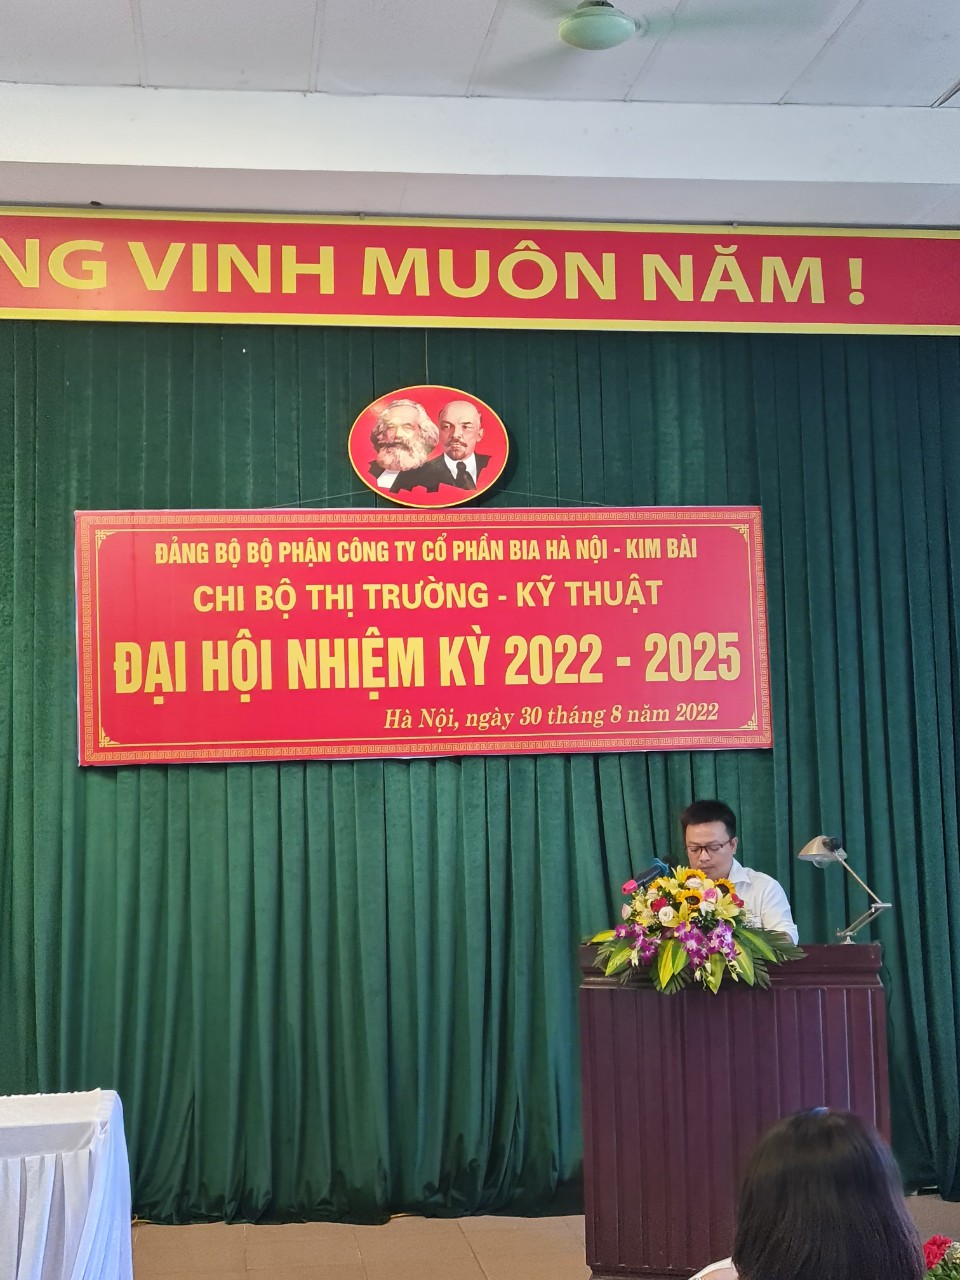 NG VINH MUÔN NĂM !
ĐẢNG BỘ BỘ PHẬN CÔNG TY CỔ PHẦN BIA HÀ NỘI - KIM BÀI
CHI BỘ THỊ TRƯỜNG - KỸ THUẬT
ĐẠI HỘI NHIỆM KỲ 2022 - 2025
Hà Nội, ngày 30 tháng 8 năm 2022